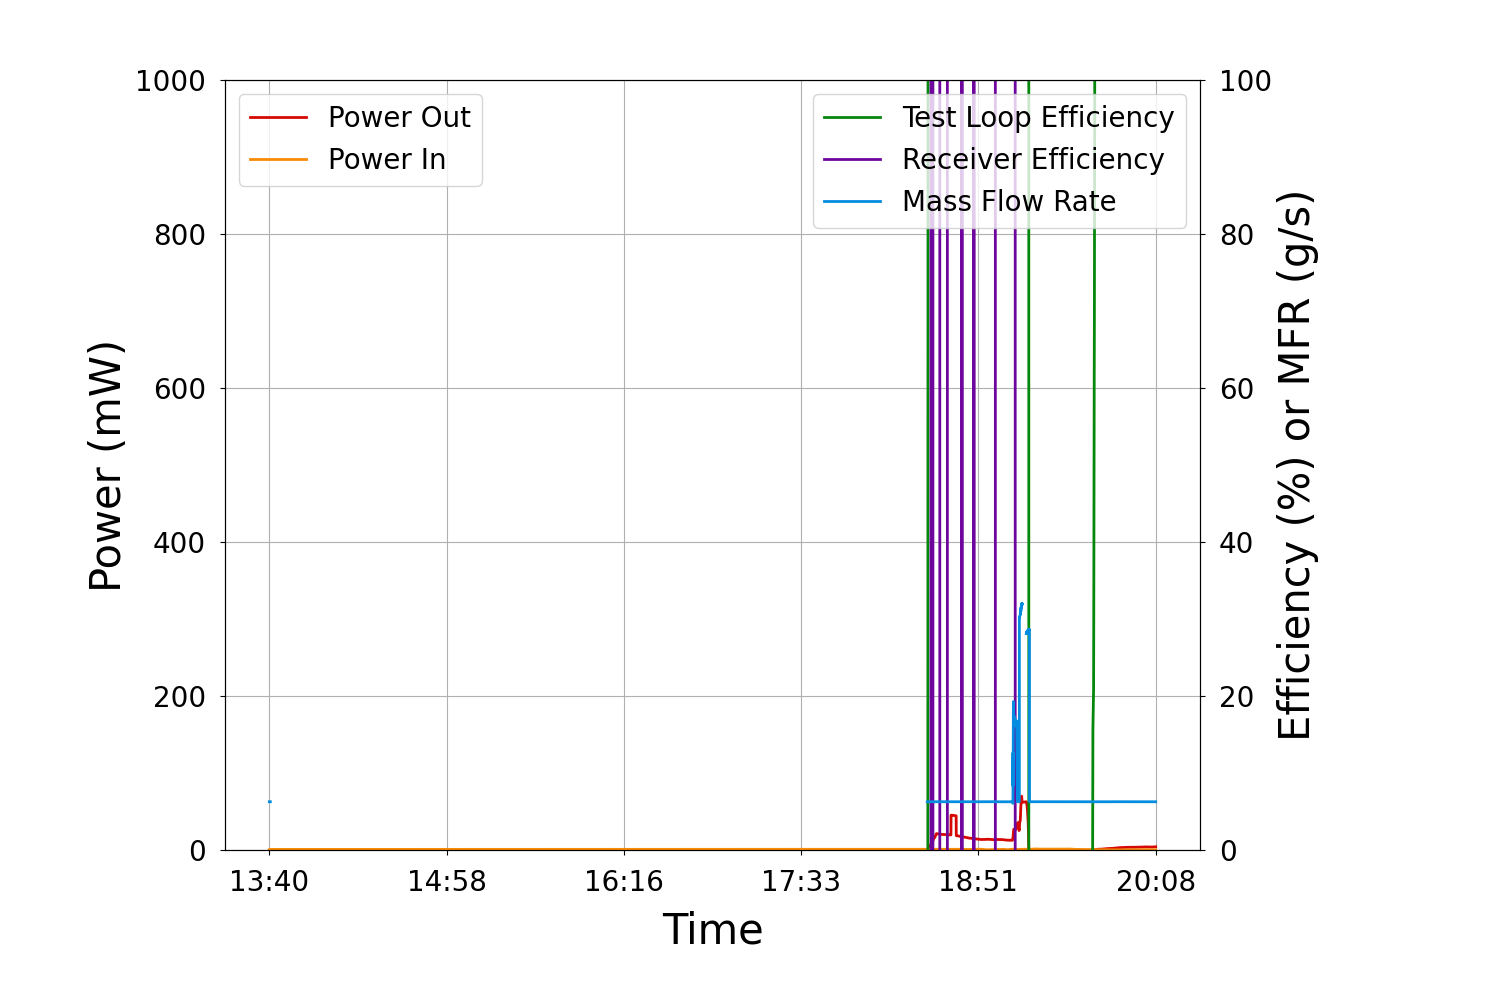 1000
800
600
400
200
0
Power (mW)
Power Out
Power In
Test Loop Efficiency
Receiver Efficiency
Mass Flow Rate
100
80
60
40
20
0
Efficiency (%) or MFR (g/s)
13:40 14:58 16:16 17:33 18:51 20:08
Time